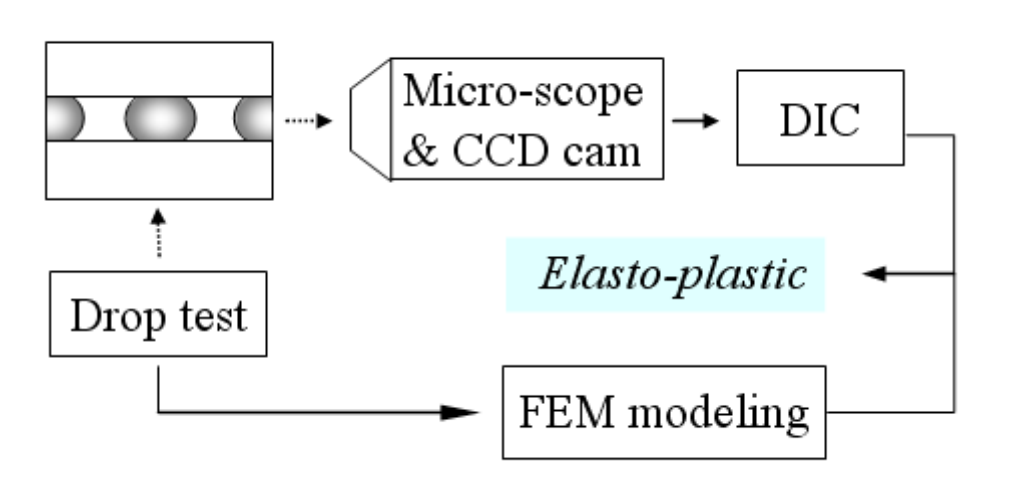 Micro-scope
& CCD cam
DIC
Elasto-plastic
Drop test
FEM modeling